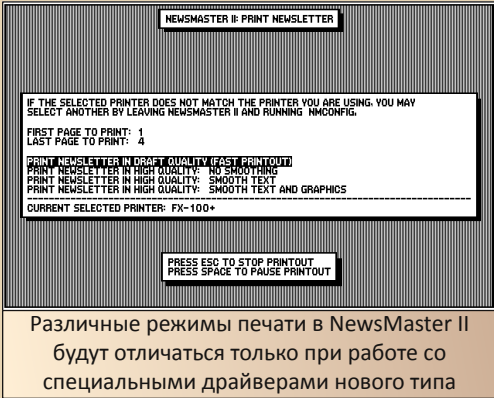 NEWSMASTER II: PRINT NEWSLETTER
IF THE SELECTED PRINTER DOES NOT MATCH THE PRINTER YOU ARE USING, YOU MAY
SELECT ANOTHER BY LEAVING NEWSMASTER II AND RUNNING NMCONFIG.
FIRST PAGE TO PRINT: 1
LAST PAGE TO PRINT: 4
PRINT NEWSLETTER IN DRAFT QUALITY (FAST PRINTOUT)
PRINT NEWSLETTER IN HIGH QUALITY: NO SMOOTHING
PRINT NEWSLETTER IN HIGH QUALITY: SMOOTH TEXT
PRINT NEWSLETTER IN HIGH QUALITY: SMOOTH TEXT AND GRAPHICS
CURRENT SELECTED PRINTER: FX-100+
PRESS ESC TO STOP PRINTOUT
PRESS SPACE TO PAUSE PRINTOUT
Различные режимы печати в NewsMaster II
будут отличаться только при работе со
специальными драйверами нового типа